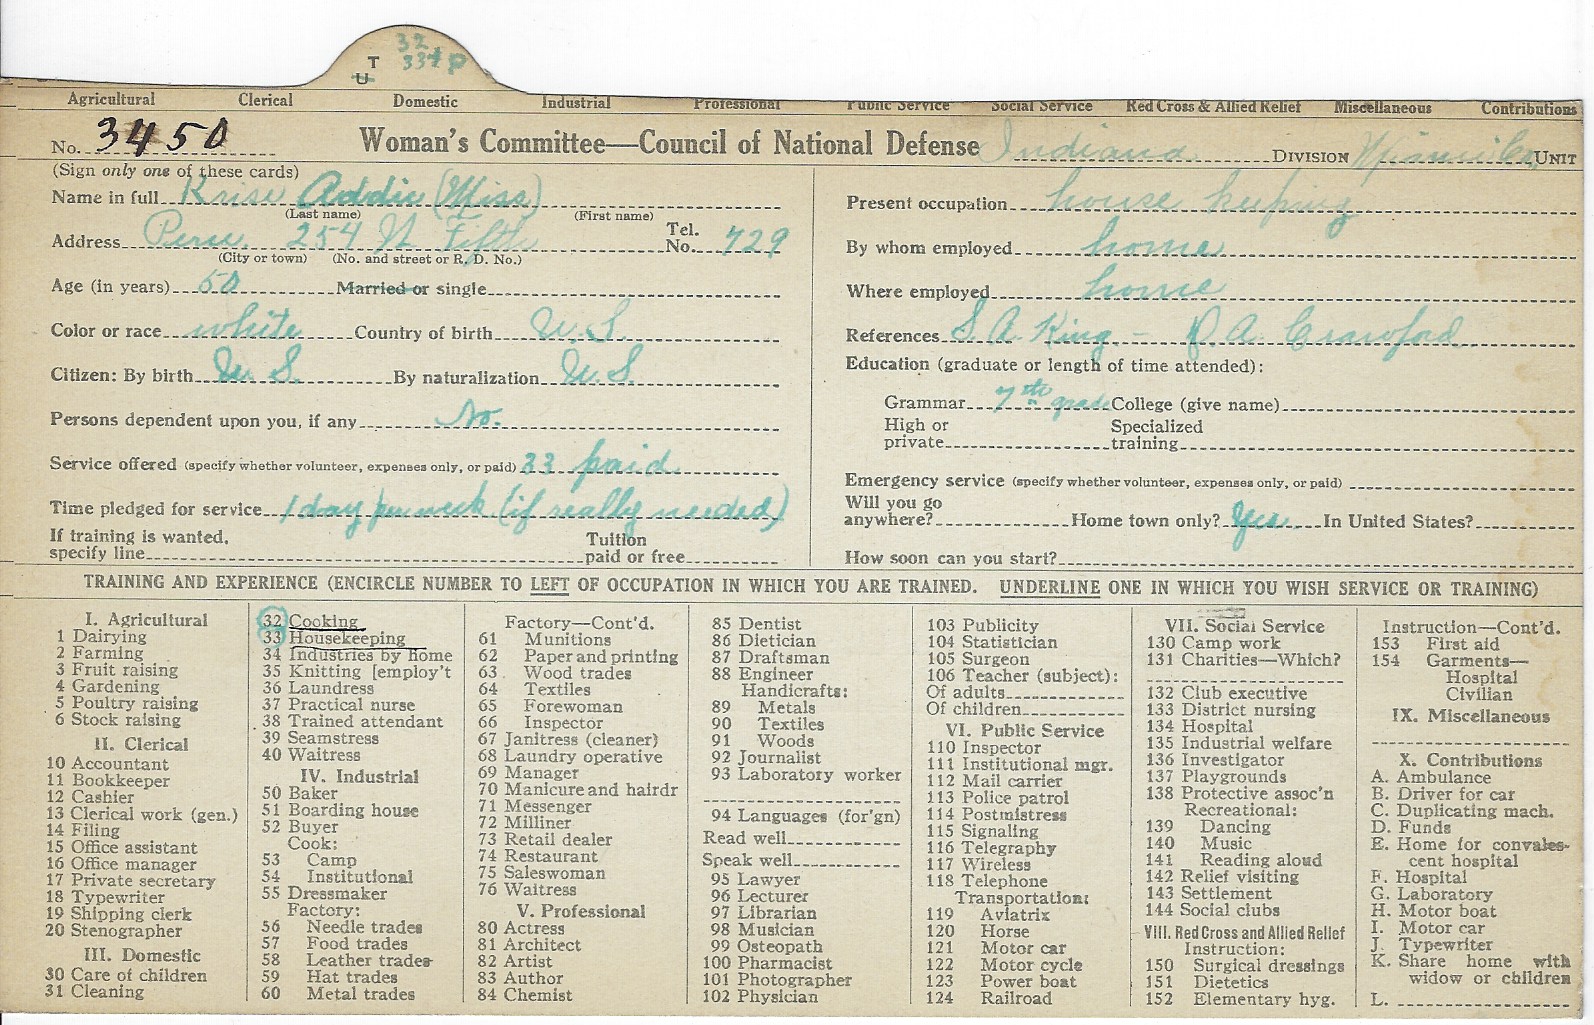 32
T 33+ p
U
Agricultural Clerical Domestic Industrial Professional Public Service Social Service Red Cross & Allied Relief Miscellaneous Contributions
No. 3450 Woman's Committee—Council of National Defense Indiana DIVISION Miami Co. UNIT
(Sign only one of these cards)
Name in full Krise Addie (Miss)
(Last name) (First name)
Address Peru, 254 W Fifth Tel. No. 729
(City or town) (No. and street or R. D. No.)
Age (in years) 50 Married or single
Color or race white Country of birth U. S.
Citizen: By birth U. S. By naturalization U. S.
Persons dependent upon you, if any No.
Service offered (specify whether volunteer, expenses only, or paid) 33 paid
Time pledged for service 1 day per week (if really needed)
If training is wanted, specify line Tuition paid or free
Present occupation house keeping
By whom employed home
Where employed home
References S. A. King - P. A. Crawford
Education (graduate or length of time attended):
Grammar 7th grade College (give name)
High or private Specialized training
Emergency service (specify whether volunteer, expenses only, or paid)
Will you go anywhere? Home town only? Yes In United States?
How soon can you start?
TRAINING AND EXPERIENCE (ENCIRCLE NUMBER TO LEFT OF OCCUPATION IN WHICH YOU ARE TRAINED. UNDERLINE ONE IN WHICH YOU WISH SERVICE OR TRAINING)
I. Agricultural
1 Dairying
2 Farming
3 Fruit raising
4 Gardening
5 Poultry raising
6 Stock raising
II. Clerical
10 Accountant
11 Bookkeeper
12 Cashier
13 Clerical work (gen.)
14 Filing
15 Office assistant
16 Office manager
17 Private secretary
18 Typewriter
19 Shipping clerk
20 Stenographer
III. Domestic
30 Care of children
31 Cleaning
32 Cooking
33 Housekeeping
34 Industries by home
35 Knitting [employ't
36 Laundress
37 Practical nurse
38 Trained attendant
39 Seamstress
40 Waitress
IV. Industrial
50 Baker
51 Boarding house
52 Buyer
Cook:
53 Camp
54 Institutional
55 Dressmaker
Factory:
56 Needle trades
57 Food trades
58 Leather trades
59 Hat trades
60 Metal trades
Factory—Cont'd.
61 Munitions
62 Paper and printing
63 Wood trades
64 Textiles
65 Forewoman
66 Inspector
67 Janitress (cleaner)
68 Laundry operative
69 Manager
70 Manicure and hairdr
71 Messenger
72 Milliner
73 Retail dealer
74 Restaurant
75 Saleswoman
76 Waitress
V. Professional
80 Actress
81 Architect
82 Artist
83 Author
84 Chemist
85 Dentist
86 Dietician
87 Draftsman
88 Engineer
Handicrafts:
89 Metals
90 Textiles
91 Woods
92 Journalist
93 Laboratory worker
94 Languages (for'gn)
Read well
Speak well
95 Lawyer
96 Lecturer
97 Librarian
98 Musician
99 Osteopath
100 Pharmacist
101 Photographer
102 Physician
103 Publicity
104 Statistician
105 Surgeon
106 Teacher (subject):
Of adults
Of children
VI. Public Service
110 Inspector
111 Institutional mgr.
112 Mail carrier
113 Police patrol
114 Postmistress
115 Signaling
116 Telegraphy
117 Wireless
118 Telephone
Transportation:
119 Aviatrix
120 Horse
121 Motor car
122 Motor cycle
123 Power boat
124 Railroad
VII. Social Service
130 Camp work
131 Charities—Which?
132 Club executive
133 District nursing
134 Hospital
135 Industrial welfare
136 Investigator
137 Playgrounds
138 Protective assoc'n
Recreational:
139 Dancing
140 Music
141 Reading aloud
142 Relief visiting
143 Settlement
144 Social clubs
VIII. Red Cross and Allied Relief
Instruction:
150 Surgical dressings
151 Dietetics
152 Elementary hyg.
Instruction—Cont'd.
153 First aid
154 Garments—
Hospital
Civilian
IX. Miscellaneous
X. Contributions
A. Ambulance
B. Driver for car
C. Duplicating mach.
D. Funds
E. Home for convales-
cent hospital
F. Hospital
G. Laboratory
H. Motor boat
I. Motor car
J. Typewriter
K. Share home with
widow or children
L.